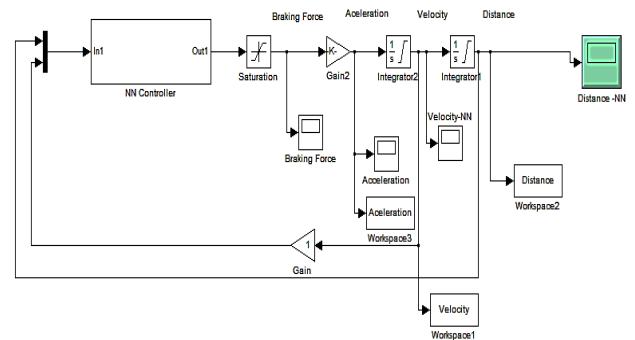 Braking Force
Aceleration
Velocity
Distance
In1
Out1
NN Controller
Saturation
K-
Gain2
1
s
Integrator2
1
s
Integrator1
Distance -NN
Braking Force
Acceleration
Velocity-NN
Distance
Workspace2
Aceleration
Workspace3
1
Gain
Velocity
Workspace1